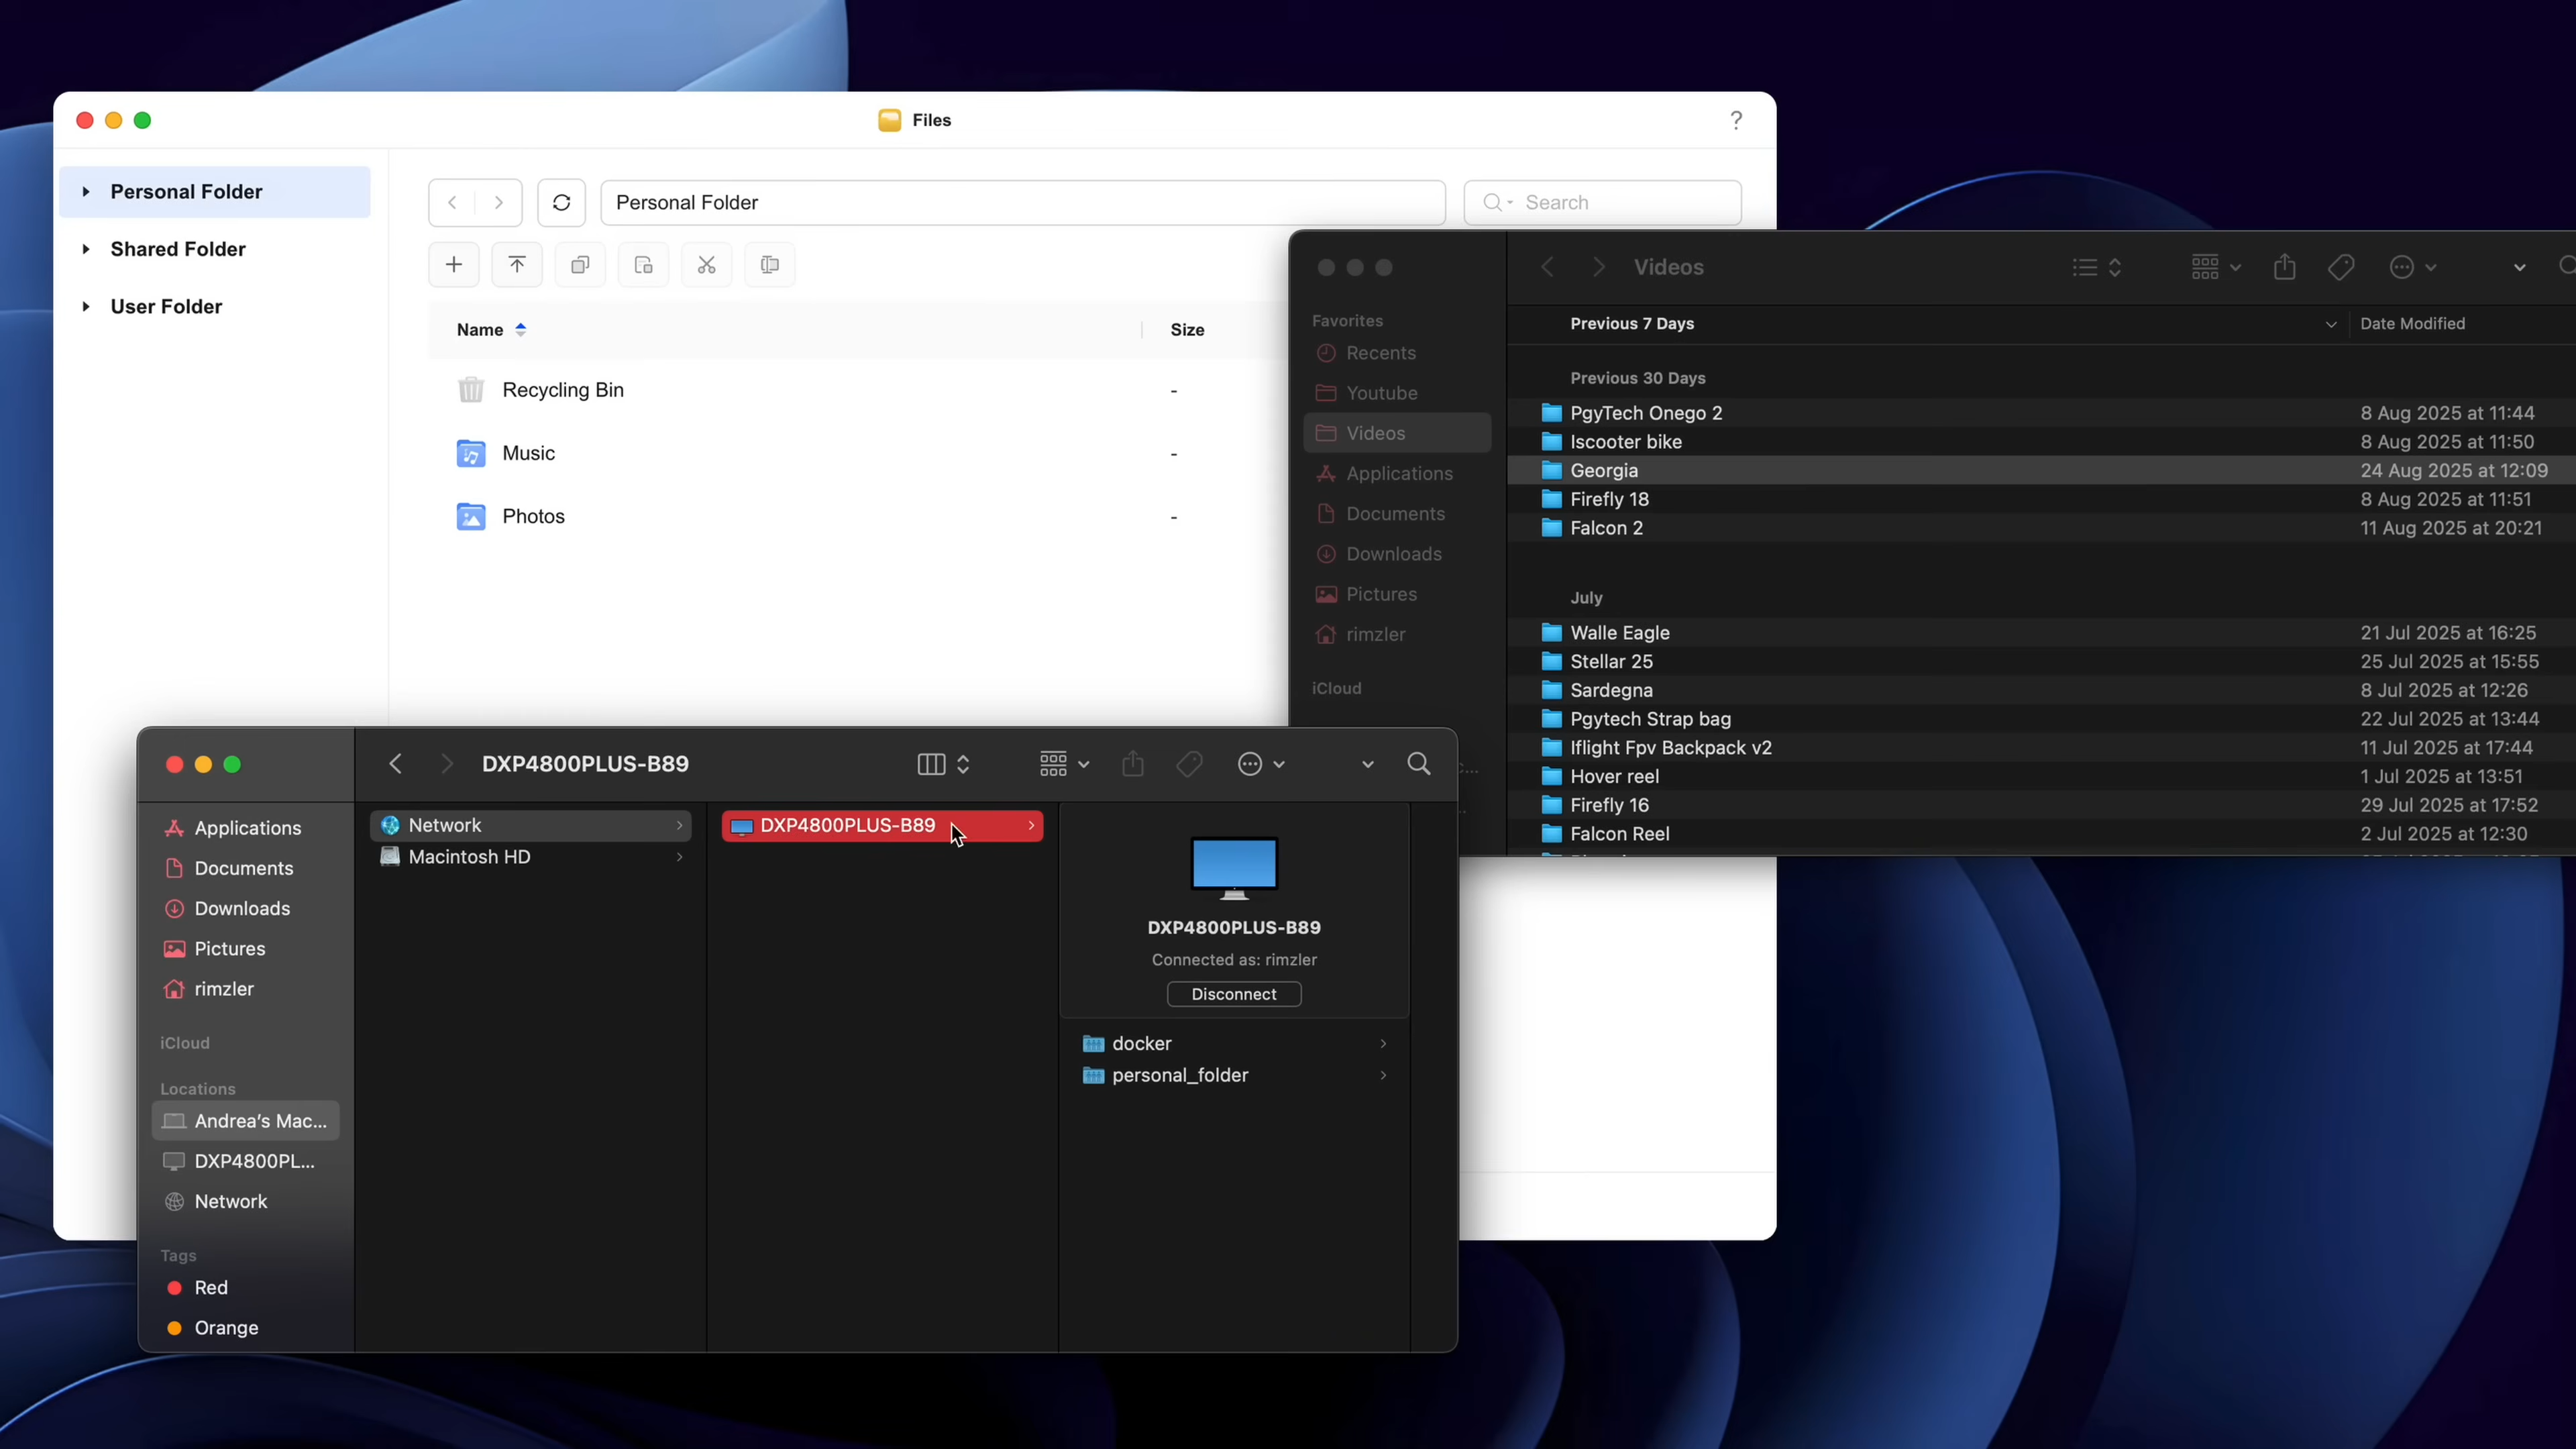 Files
?
Personal Folder
Shared Folder
User Folder
Personal Folder
Search
Name
Size
Recycling Bin
-
Music
-
Photos
-
Videos
Favorites
Recents
Youtube
Videos
Applications
Documents
Downloads
Pictures
rimzler
iCloud
Previous 7 Days
Date Modified
Previous 30 Days
PgyTech Onego 2
8 Aug 2025 at 11:44
Iscooter bike
8 Aug 2025 at 11:50
Georgia
24 Aug 2025 at 12:09
Firefly 18
8 Aug 2025 at 11:51
Falcon 2
11 Aug 2025 at 20:21
July
Walle Eagle
21 Jul 2025 at 16:25
Stellar 25
25 Jul 2025 at 15:55
Sardegna
8 Jul 2025 at 12:26
Pgytech Strap bag
22 Jul 2025 at 13:44
Iflight Fpv Backpack v2
11 Jul 2025 at 17:44
Hover reel
1 Jul 2025 at 13:51
Firefly 16
29 Jul 2025 at 17:52
Falcon Reel
2 Jul 2025 at 12:30
DXP4800PLUS-B89
Applications
Documents
Downloads
Pictures
rimzler
iCloud
Locations
Andrea's Mac...
DXP4800PL...
Network
Tags
Red
Orange
Network
Macintosh HD
DXP4800PLUS-B89
DXP4800PLUS-B89
Connected as: rimzler
Disconnect
docker
personal_folder